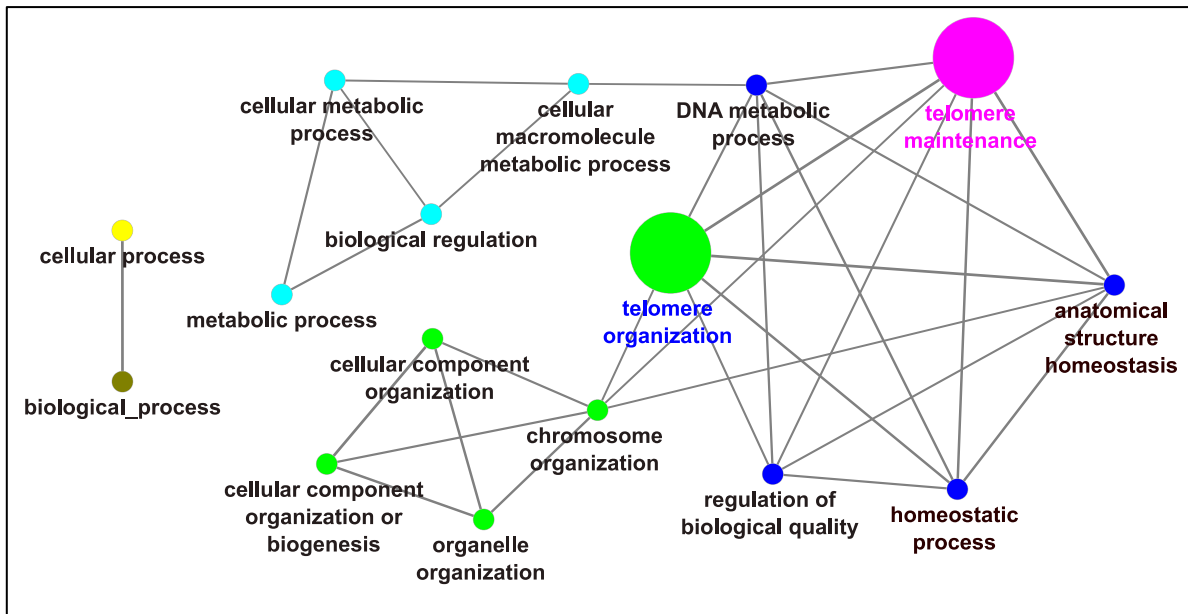 cellular metabolic
process
cellular
macromolecule
metabolic process
DNA metabolic
process
telomere
maintenance
cellular process
biological regulation
metabolic process
telomere
organization
anatomical
structure
homeostasis
cellular component
organization
biological_process
chromosome
organization
cellular component
organization or
biogenesis
organelle
organization
regulation of
biological quality
homeostatic
process